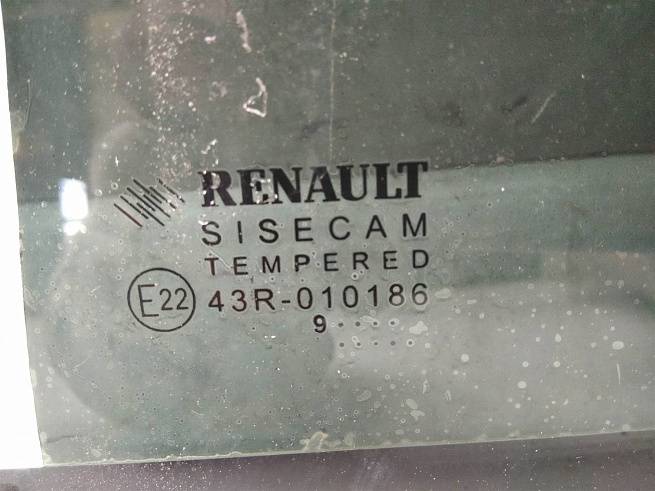 RENAULT
SISECAM
TEMPERED
E22 43R-010186
9